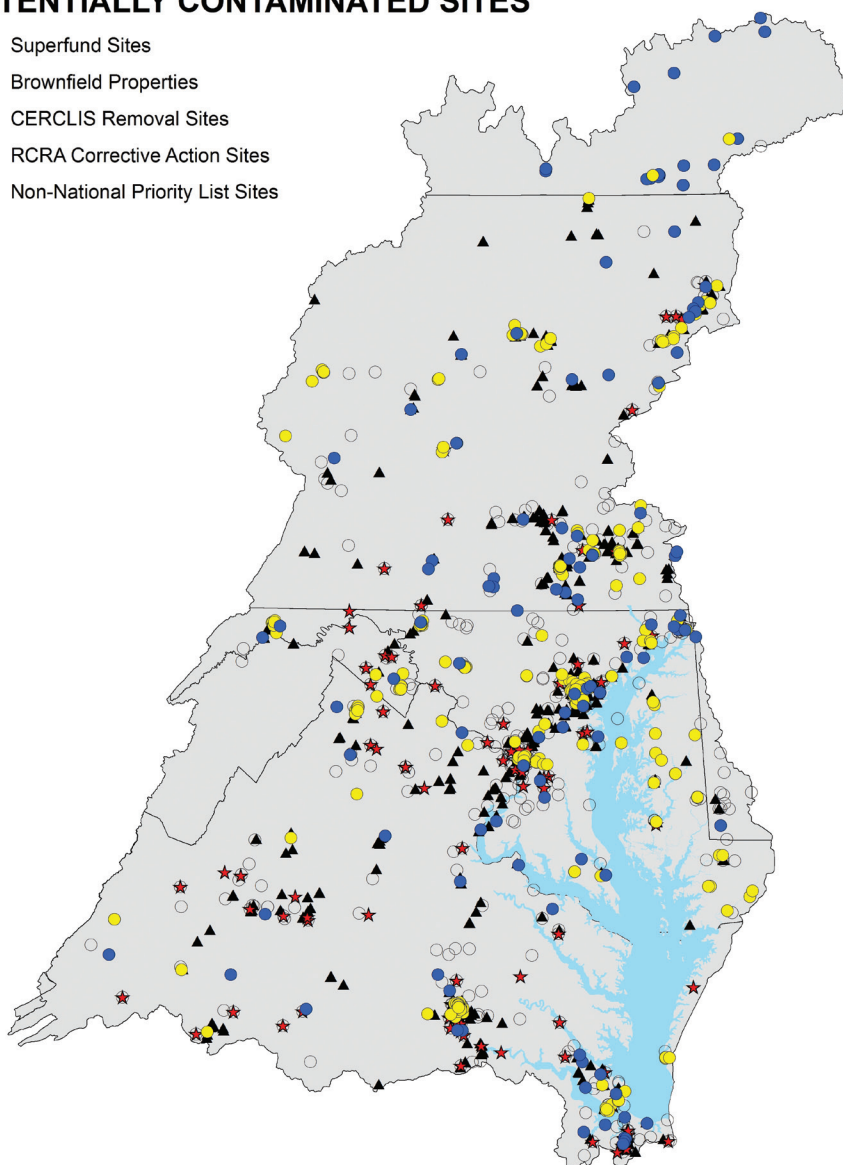 TENTIALLY CONTAMINATED SITES
Superfund Sites
Brownfield Properties
CERCLIS Removal Sites
RCRA Corrective Action Sites
Non-National Priority List Sites